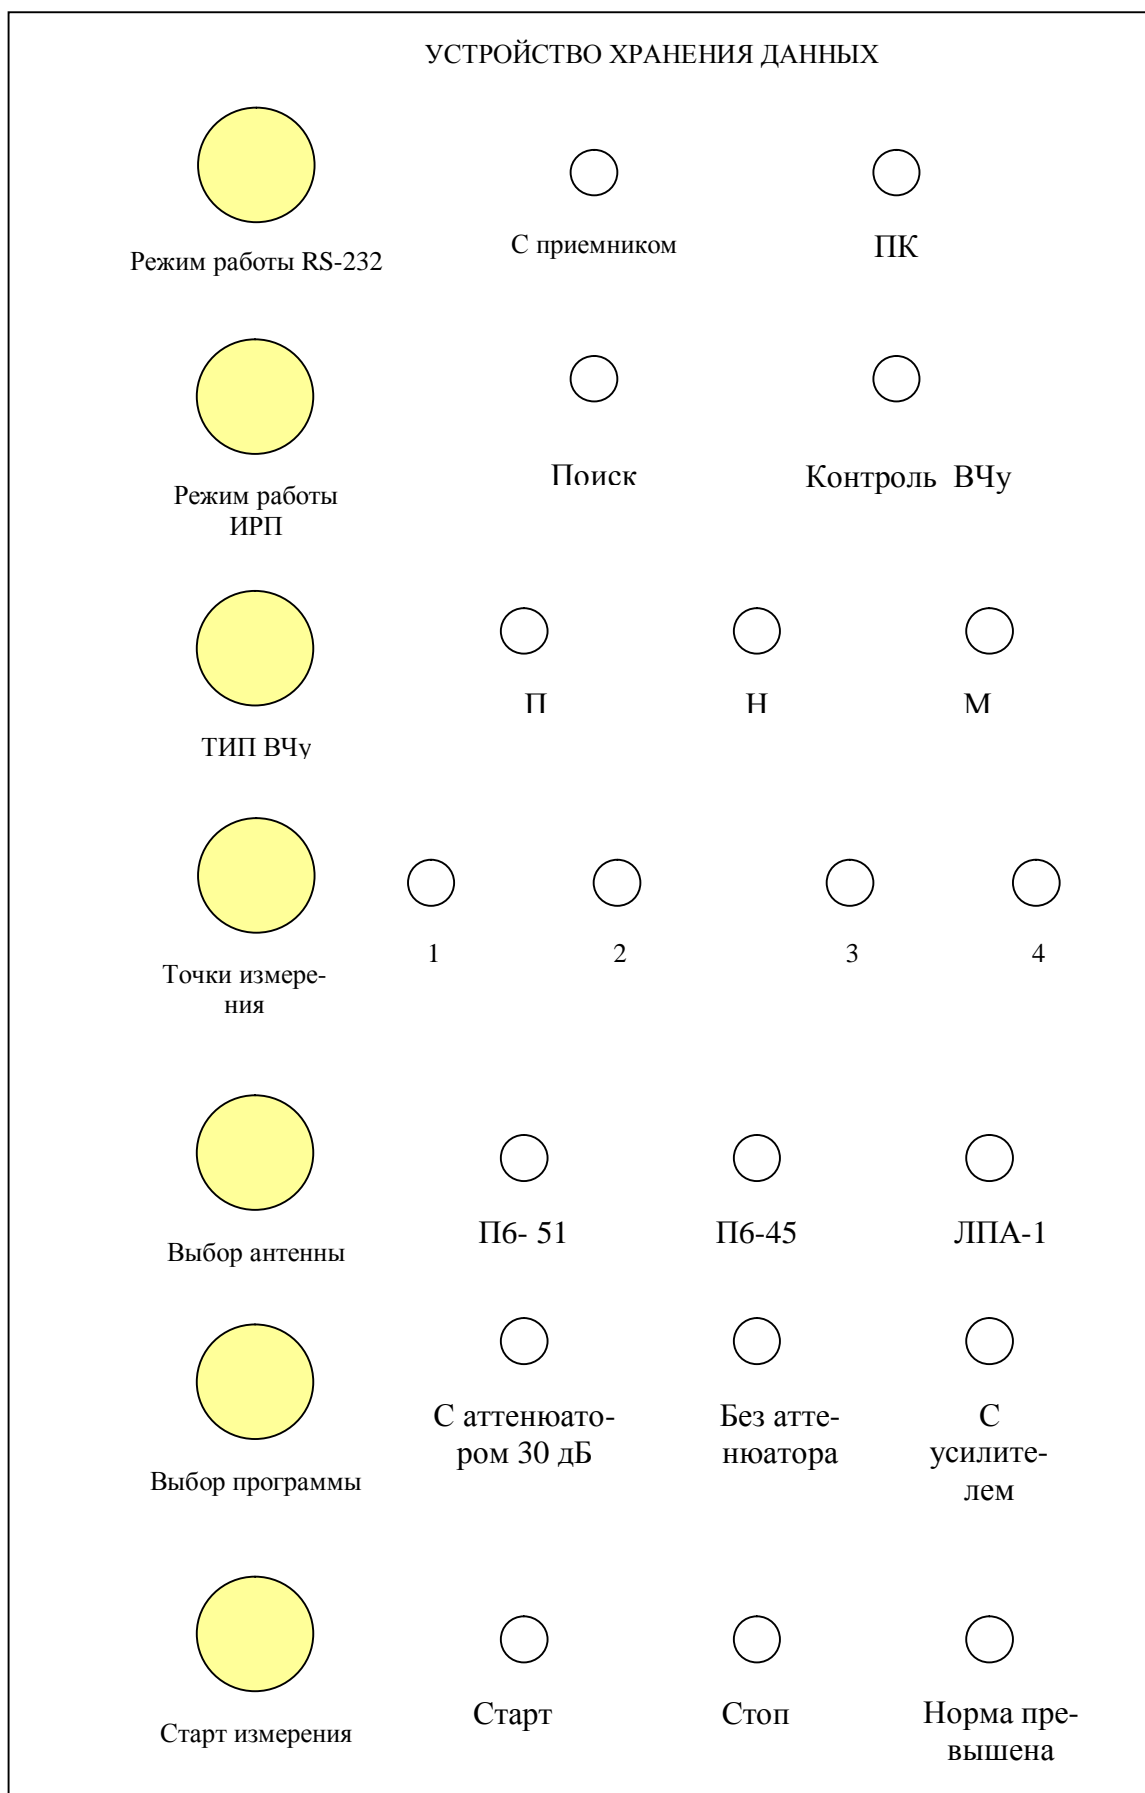 УСТРОЙСТВО ХРАНЕНИЯ ДАННЫХ
С приемником
ПК
Режим работы RS-232
Поиск
Контроль ВЧу
Режим работы
ИРП
П
Н
М
ТИП ВЧу
1
2
3
4
Точки измере-
ния
П6- 51
П6-45
ЛПА-1
Выбор антенны
С аттенюато-
ром 30 дБ
Без атте-
нюатора
С
усилите-
лем
Выбор программы
Старт
Стоп
Норма пре-
вышена
Старт измерения